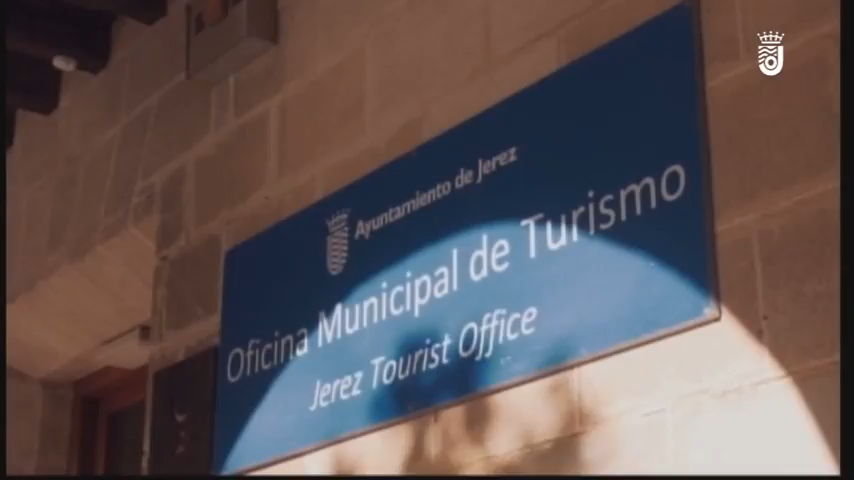 Ayuntamiento de Jerez
Oficina Municipal de Turismo
Jerez Tourist Office